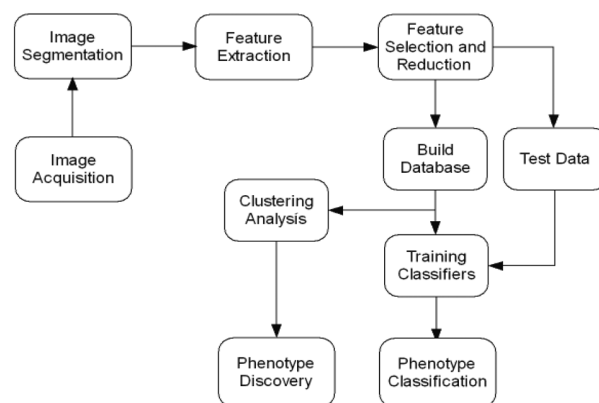 Image
Segmentation
Feature
Extraction
Feature
Selection and
Reduction
Image
Acquisition
Build
Database
Test Data
Clustering
Analysis
Training
Classifiers
Phenotype
Discovery
Phenotype
Classification